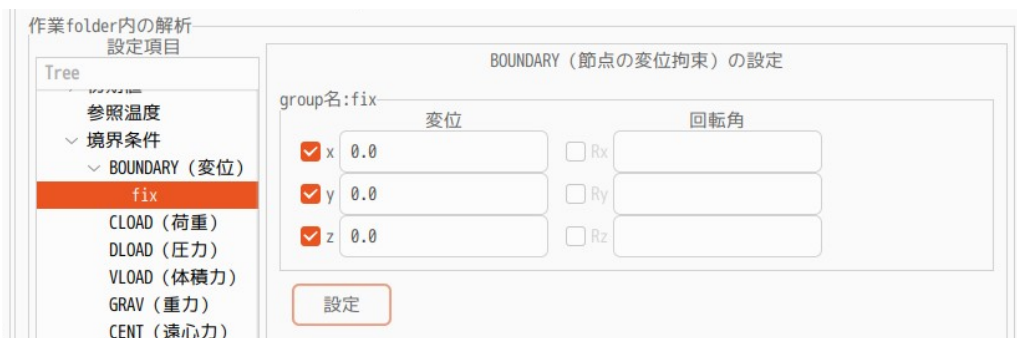 作業folder内の解析
設定項目
Tree
参照温度
境界条件
BOUNDARY（変位）
fix
CLOAD（荷重）
DLOAD（圧力）
VLOAD（体積力）
GRAV（重力）
CENT（遠心力）
BOUNDARY（節点の変位拘束）の設定
group名:fix
変位 回転角
x 0.0 Rx
y 0.0 Ry
z 0.0 Rz
設定